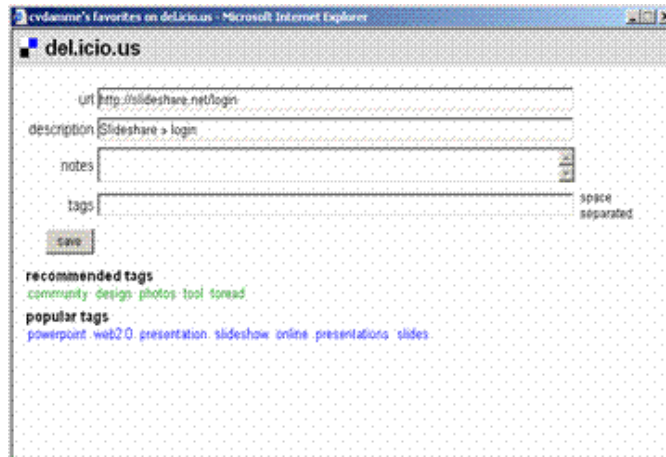 cvdamme's favorites on del.icio.us - Microsoft Internet Explorer
del.icio.us
url http://slideshare.net/login
description Slideshare » login
notes
tags space separated
save
recommended tags
community design photos tool toread
popular tags
powerpoint web2.0 presentation slideshow online presentations slides